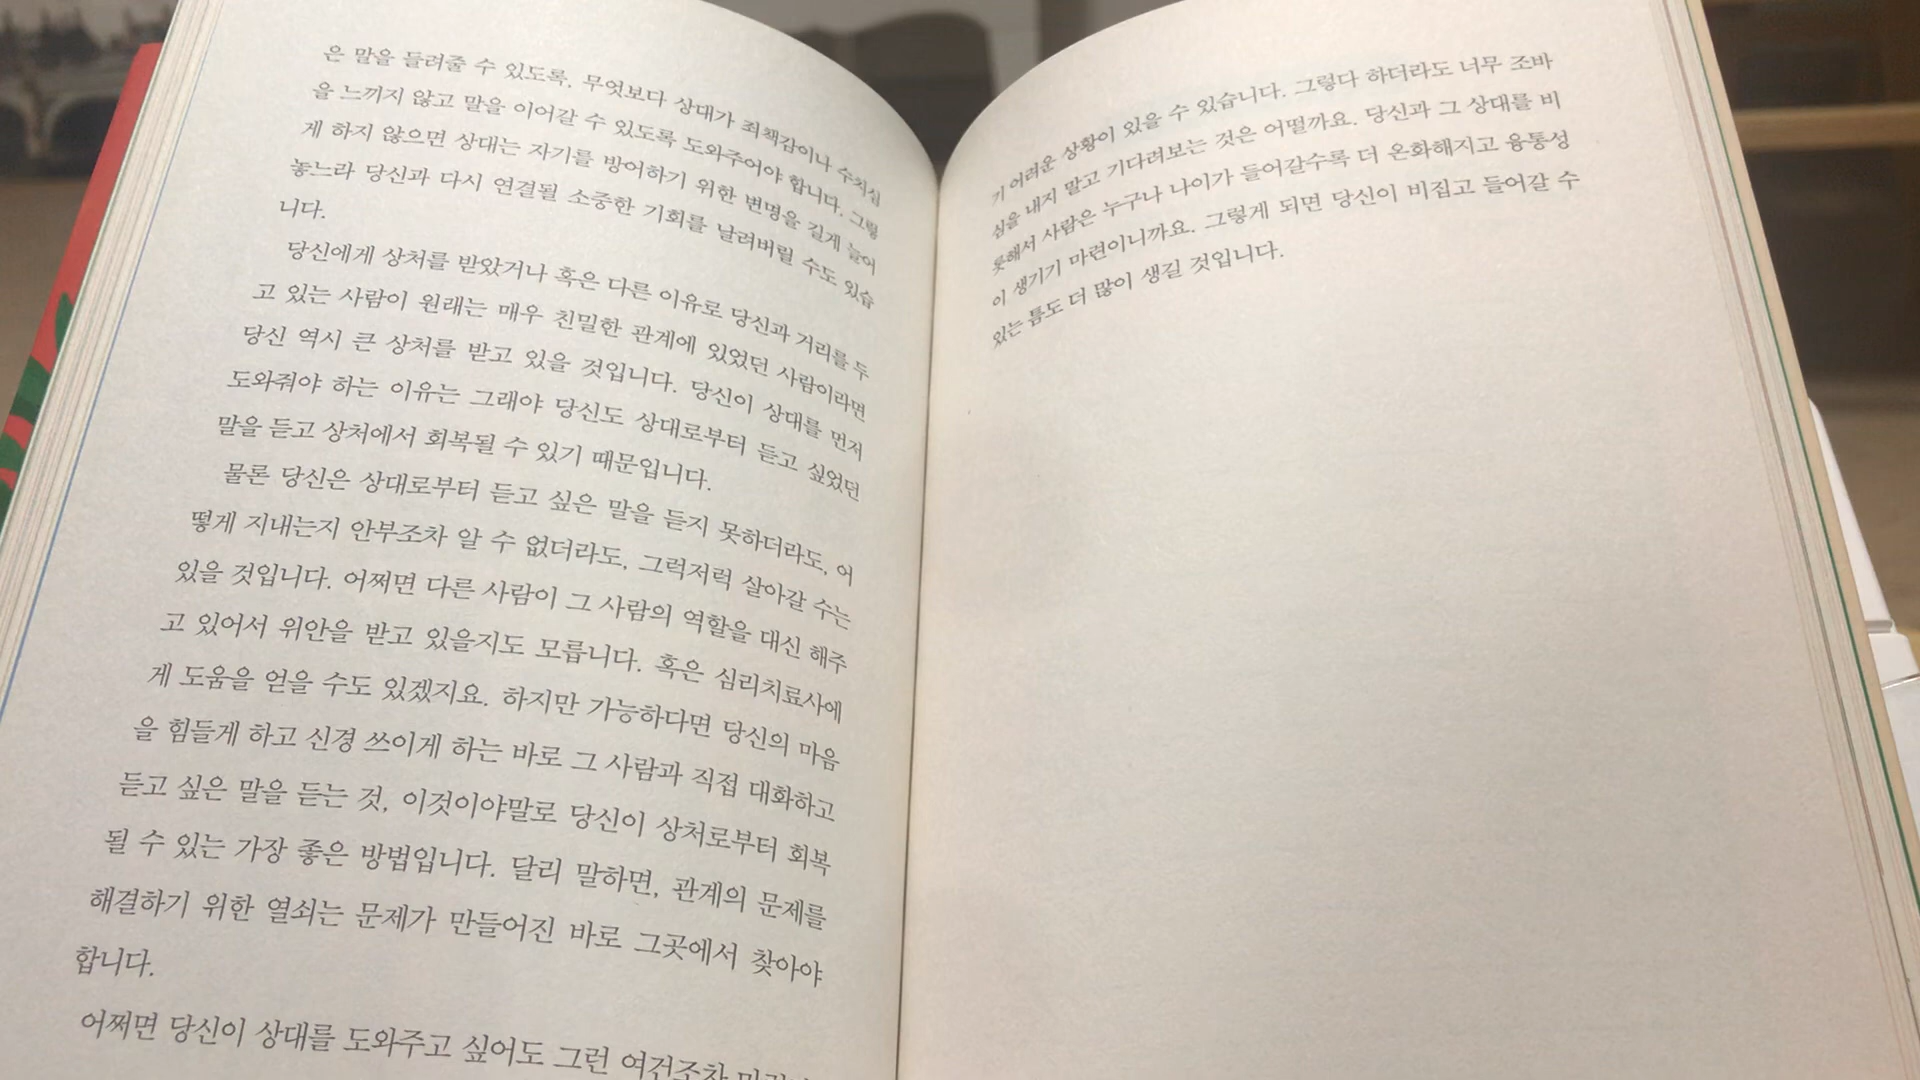 은 말을 들려줄 수 있도록. 무엇보다 상대가 죄책감이나 수치심
을 느끼지 않고 말을 이어갈 수 있도록 도와주어야 합니다. 그렇
게 하지 않으면 상대는 자기를 방어하기 위한 변명을 길게 늘어
놓느라 당신과 다시 연결될 소중한 기회를 날려버릴 수도 있습
니다.
당신에게 상처를 받았거나 혹은 다른 이유로 당신과 거리를 두
고 있는 사람이 원래는 매우 친밀한 관계에 있었던 사람이라면
당신 역시 큰 상처를 받고 있을 것입니다. 당신이 상대를 먼저
도와줘야 하는 이유는 그래야 당신도 상대로부터 듣고 싶었던
말을 듣고 상처에서 회복될 수 있기 때문입니다.
물론 당신은 상대로부터 듣고 싶은 말을 듣지 못하더라도, 어
떻게 지내는지 안부조차 알 수 없더라도, 그럭저럭 살아갈 수는
있을 것입니다. 어쩌면 다른 사람이 그 사람의 역할을 대신 해주
고 있어서 위안을 받고 있을지도 모릅니다. 혹은 심리치료사에
게 도움을 얻을 수도 있겠지요. 하지만 가능하다면 당신의 마음
을 힘들게 하고 신경 쓰이게 하는 바로 그 사람과 직접 대화하고
듣고 싶은 말을 듣는 것, 이것이야말로 당신이 상처로부터 회복
될 수 있는 가장 좋은 방법입니다. 달리 말하면, 관계의 문제를
해결하기 위한 열쇠는 문제가 만들어진 바로 그곳에서 찾아야
합니다.
어쩌면 당신이 상대를 도와주고 싶어도 그런 여건조차
기 어려운 상황이 있을 수 있습니다. 그렇다 하더라도 너무 조바
심을 내지 말고 기다려보는 것은 어떨까요. 당신과 그 상대를 비
롯해서 사람은 누구나 나이가 들어갈수록 더 온화해지고 융통성
이 생기기 마련이니까요. 그렇게 되면 당신이 비집고 들어갈 수
있는 틈도 더 많이 생길 것입니다.